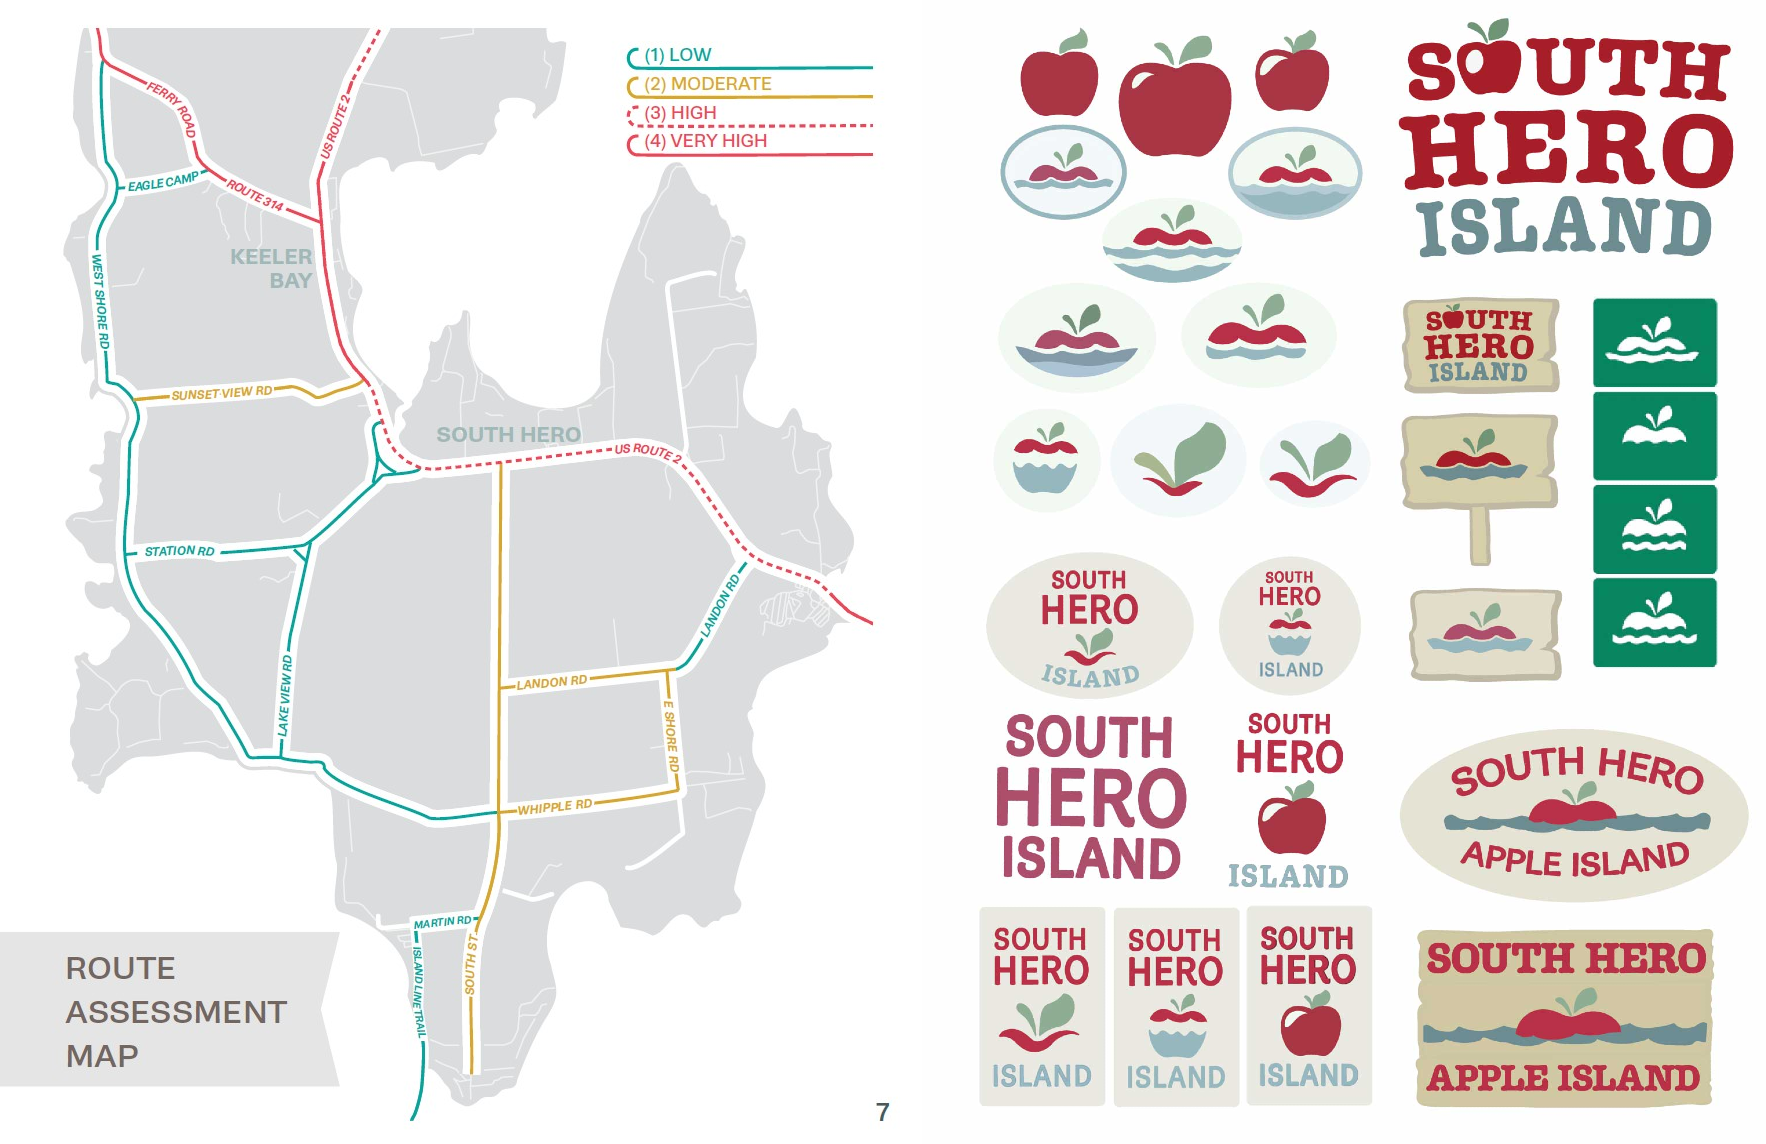 (1) LOW
(2) MODERATE
(3) HIGH
(4) VERY HIGH
FERRY ROAD
US ROUTE 2
EAGLE CAMP
ROUTE 314
KEELER
BAY
WEST SHORE RD
SUNSET VIEW RD
SOUTH HERO
US ROUTE 2
STATION RD
LANDON RD
LAKE VIEW RD
LANDON RD
E SHORE RD
WHIPPLE RD
MARTIN RD
ISLAND LINE TRAIL
SOUTH ST
ROUTE
ASSESSMENT
MAP
7
SOUTH
HERO
ISLAND
SOUTH
HERO
ISLAND
SOUTH
HERO
ISLAND
SOUTH
HERO
ISLAND
SOUTH
HERO
ISLAND
SOUTH
HERO
ISLAND
SOUTH HERO
APPLE ISLAND
SOUTH
HERO
ISLAND
SOUTH
HERO
ISLAND
SOUTH
HERO
ISLAND
SOUTH HERO
APPLE ISLAND